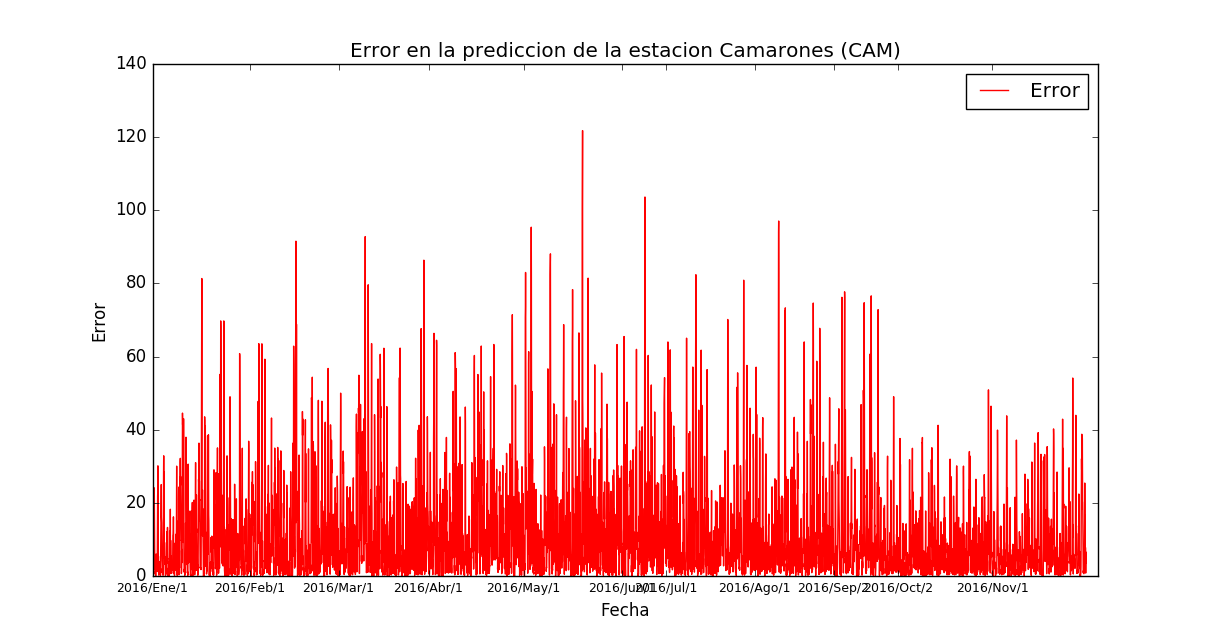 Error en la prediccion de la estacion Camarones (CAM)
Error
140
120
100
80
60
40
20
0
Error
2016/Ene/1 2016/Feb/1 2016/Mar/1 2016/Abr/1 2016/May/1 2016/Jun/1 2016/Jul/1 2016/Ago/1 2016/Sep/2 2016/Oct/2 2016/Nov/1
Fecha